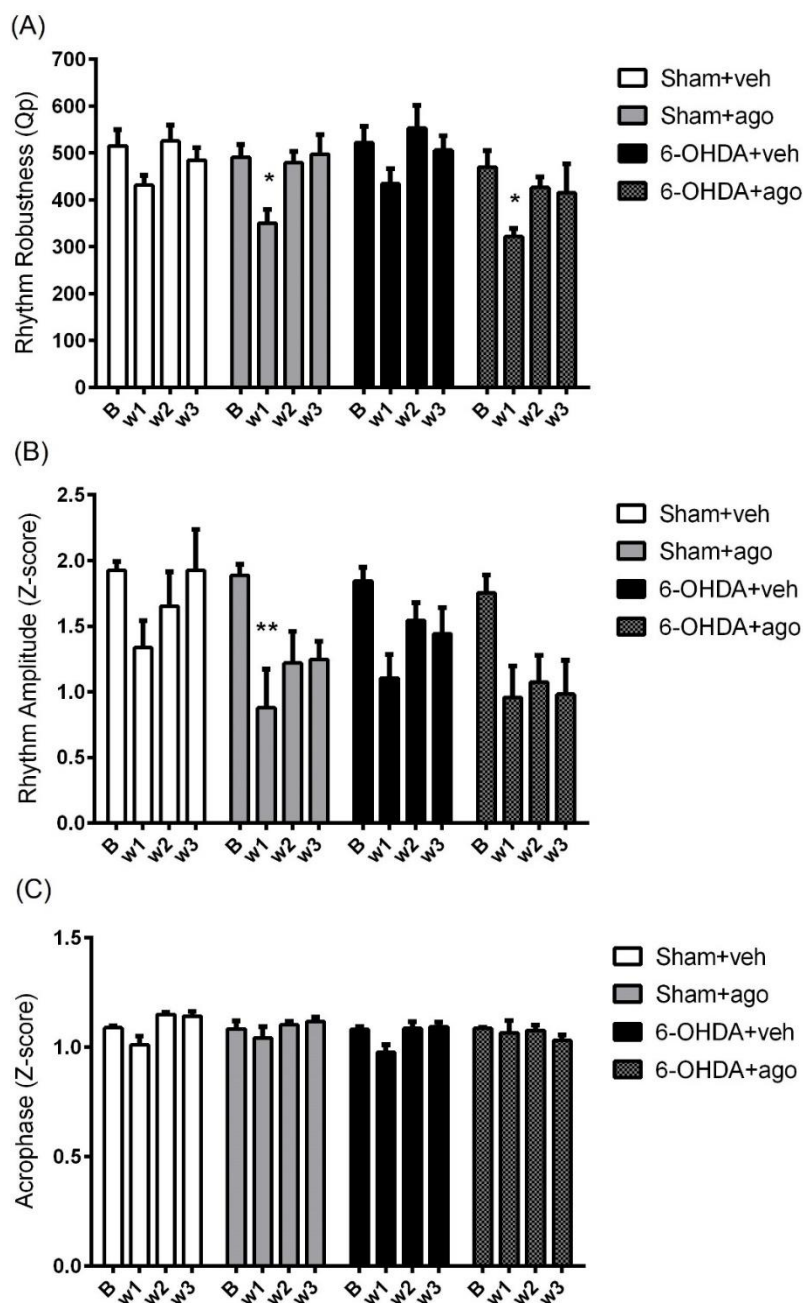 (A)
Rhythm Robustness (Qp)
700
600
500
400
300
200
100
0
* *
B w1 w2 w3 B w1 w2 w3 B w1 w2 w3 B w1 w2 w3
Sham+veh
Sham+ago
6-OHDA+veh
6-OHDA+ago
(B)
Rhythm Amplitude (Z-score)
2.5
2.0
1.5
1.0
0.5
0.0
**
B w1 w2 w3 B w1 w2 w3 B w1 w2 w3 B w1 w2 w3
Sham+veh
Sham+ago
6-OHDA+veh
6-OHDA+ago
(C)
Acrophase (Z-score)
1.5
1.0
0.5
0.0
B w1 w2 w3 B w1 w2 w3 B w1 w2 w3 B w1 w2 w3
Sham+veh
Sham+ago
6-OHDA+veh
6-OHDA+ago